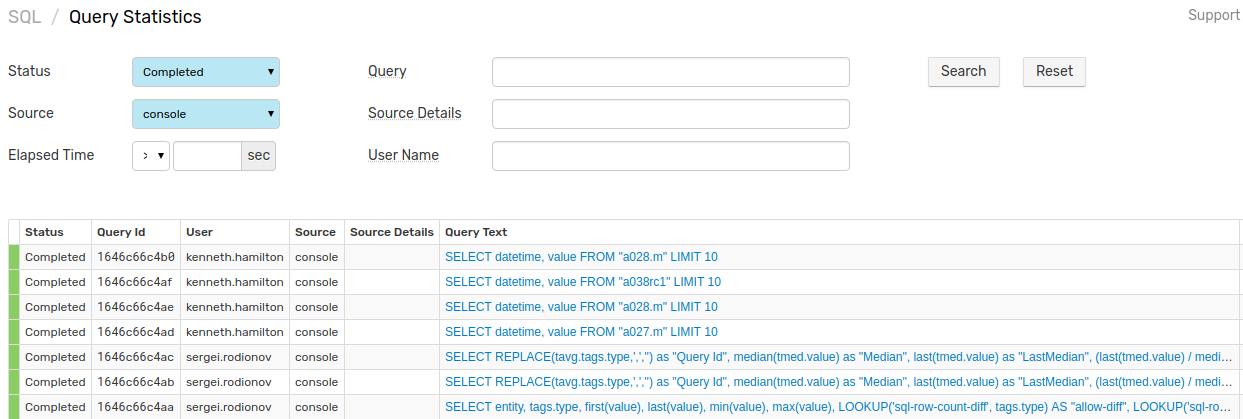 SQL / Query Statistics
Support
Status Completed Query Search Reset
Source console Source Details
Elapsed Time > sec User Name
Status Query Id User Source Source Details Query Text
Completed 1646c66c4b0 kenneth.hamilton console SELECT datetime, value FROM "a028.m" LIMIT 10
Completed 1646c66c4af kenneth.hamilton console SELECT datetime, value FROM "a038rc1" LIMIT 10
Completed 1646c66c4ae kenneth.hamilton console SELECT datetime, value FROM "a028.m" LIMIT 10
Completed 1646c66c4ad kenneth.hamilton console SELECT datetime, value FROM "a027.m" LIMIT 10
Completed 1646c66c4ac sergei.rodionov console SELECT REPLACE(tavg.tags.type,',','') as "Query Id", median(tmed.value) as "Median", last(tmed.value) as "LastMedian", (last(tmed.value) / medi...
Completed 1646c66c4ab sergei.rodionov console SELECT REPLACE(tavg.tags.type,',','') as "Query Id", median(tmed.value) as "Median", last(tmed.value) as "LastMedian", (last(tmed.value) / medi...
Completed 1646c66c4aa sergei.rodionov console SELECT entity, tags.type, first(value), last(value), min(value), max(value), LOOKUP('sql-row-count-diff', tags.type) AS "allow-diff", LOOKUP('sql-ro...